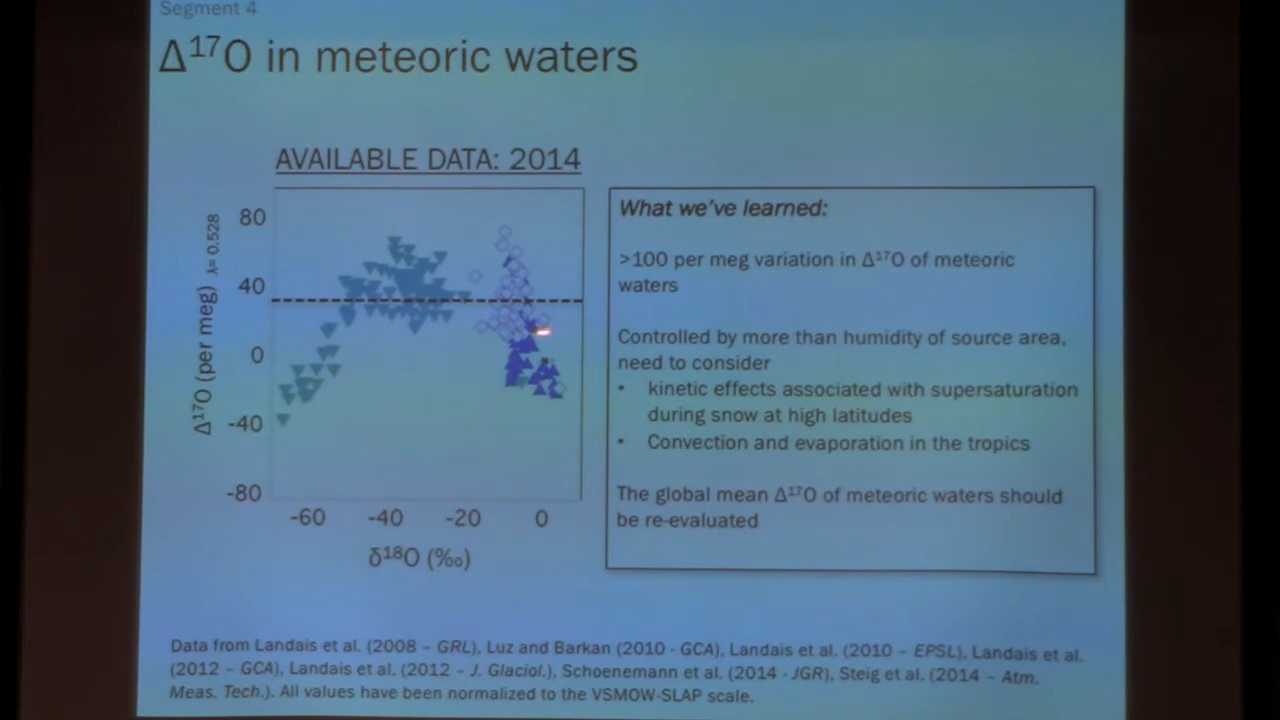 Segment 4
Δ¹⁷O in meteoric waters
AVAILABLE DATA: 2014
Δ¹⁷O (per meg) λ= 0.528
80
40
0
-40
-80
-60 -40 -20 0
δ¹⁸O (‰)
What we've learned:
>100 per meg variation in Δ¹⁷O of meteoric
waters
Controlled by more than humidity of source area,
need to consider
• kinetic effects associated with supersaturation
during snow at high latitudes
• Convection and evaporation in the tropics
The global mean Δ¹⁷O of meteoric waters should
be re-evaluated
Data from Landais et al. (2008 – GRL), Luz and Barkan (2010 - GCA), Landais et al. (2010 – EPSL), Landais et al.
(2012 – GCA), Landais et al. (2012 – J. Glaciol.), Schoenemann et al. (2014 - JGR), Steig et al. (2014 – Atm.
Meas. Tech.). All values have been normalized to the VSMOW-SLAP scale.